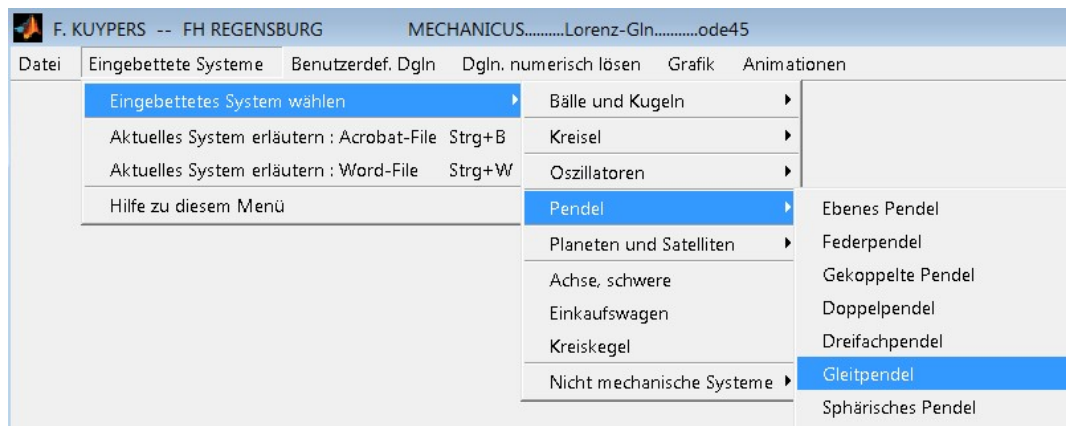 F. KUYPERS -- FH REGENSBURG MECHANICUS.........Lorenz-Gln...........ode45
Datei Eingebettete Systeme Benutzerdef. Dgln Dgln. numerisch lösen Grafik Animationen
Eingebettetes System wählen
Aktuelles System erläutern : Acrobat-File Strg+B
Aktuelles System erläutern : Word-File Strg+W
Hilfe zu diesem Menü
Bälle und Kugeln
Kreisel
Oszillatoren
Pendel
Planeten und Satelliten
Achse, schwere
Einkaufswagen
Kreiskegel
Nicht mechanische Systeme
Ebenes Pendel
Federpendel
Gekoppelte Pendel
Doppelpendel
Dreifachpendel
Gleitpendel
Sphärisches Pendel